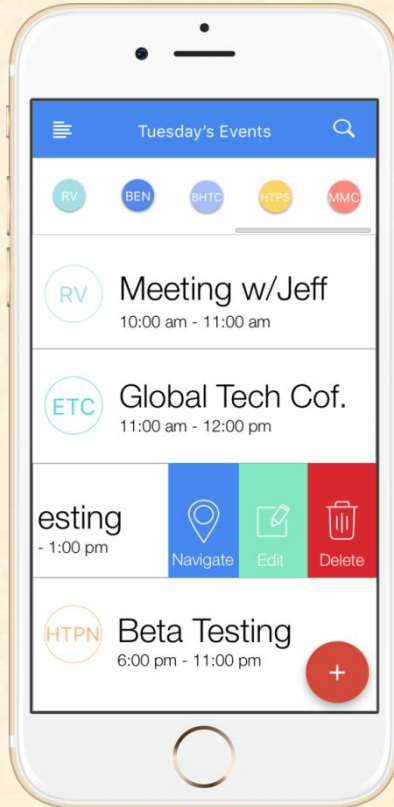 Tuesday's Events
RV BEN BHTC HTPS MMC
RV Meeting w/Jeff
10:00 am - 11:00 am
ETC Global Tech Cof.
11:00 am - 12:00 pm
esting
- 1:00 pm
Navigate Edit Delete
HTPN Beta Testing
6:00 pm - 11:00 pm
+